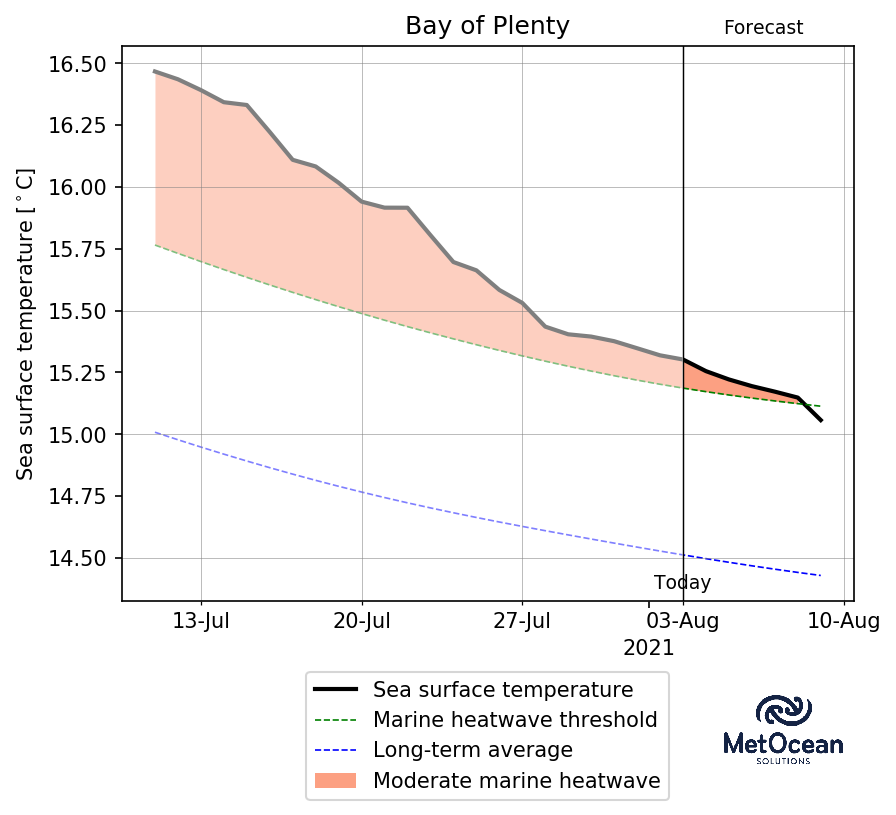 Bay of Plenty
Forecast
Sea surface temperature [°C]
16.50
16.25
16.00
15.75
15.50
15.25
15.00
14.75
14.50
Today
13-Jul 20-Jul 27-Jul 03-Aug 10-Aug
2021
Sea surface temperature
Marine heatwave threshold
Long-term average
Moderate marine heatwave
MetOcean
SOLUTIONS